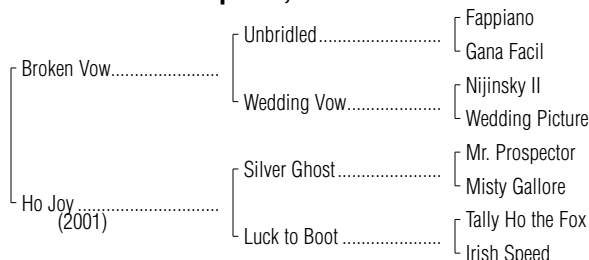 Fappiano
Unbridled....................
Gana Facil
Broken Vow....................
Nijinsky II
Wedding Vow.................
Wedding Picture
Mr. Prospector
Silver Ghost...................
Misty Gallore
Ho Joy ..........................
(2001)
Tally Ho the Fox
Luck to Boot ..................
Irish Speed